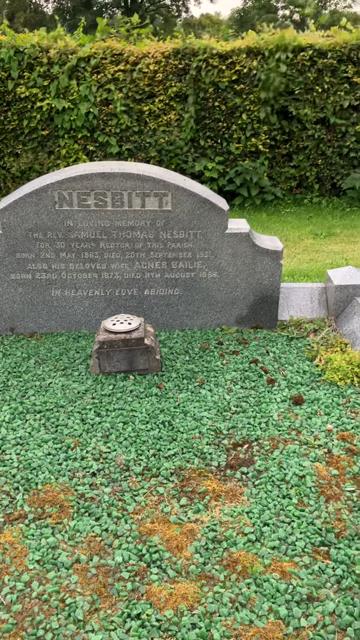 NESBITT
IN LOVING MEMORY OF
THE REV. SAMUEL THOMAS NESBITT,
FOR 30 YEARS RECTOR OF THIS PARISH.
BORN 2ND MAY 1863, DIED, 20TH SEPTEMBER 1931.
ALSO HIS BELOVED WIFE AGNES BAILIE,
BORN 23RD OCTOBER 1873, DIED 9TH AUGUST
IN HEAVENLY LOVE ABIDING.